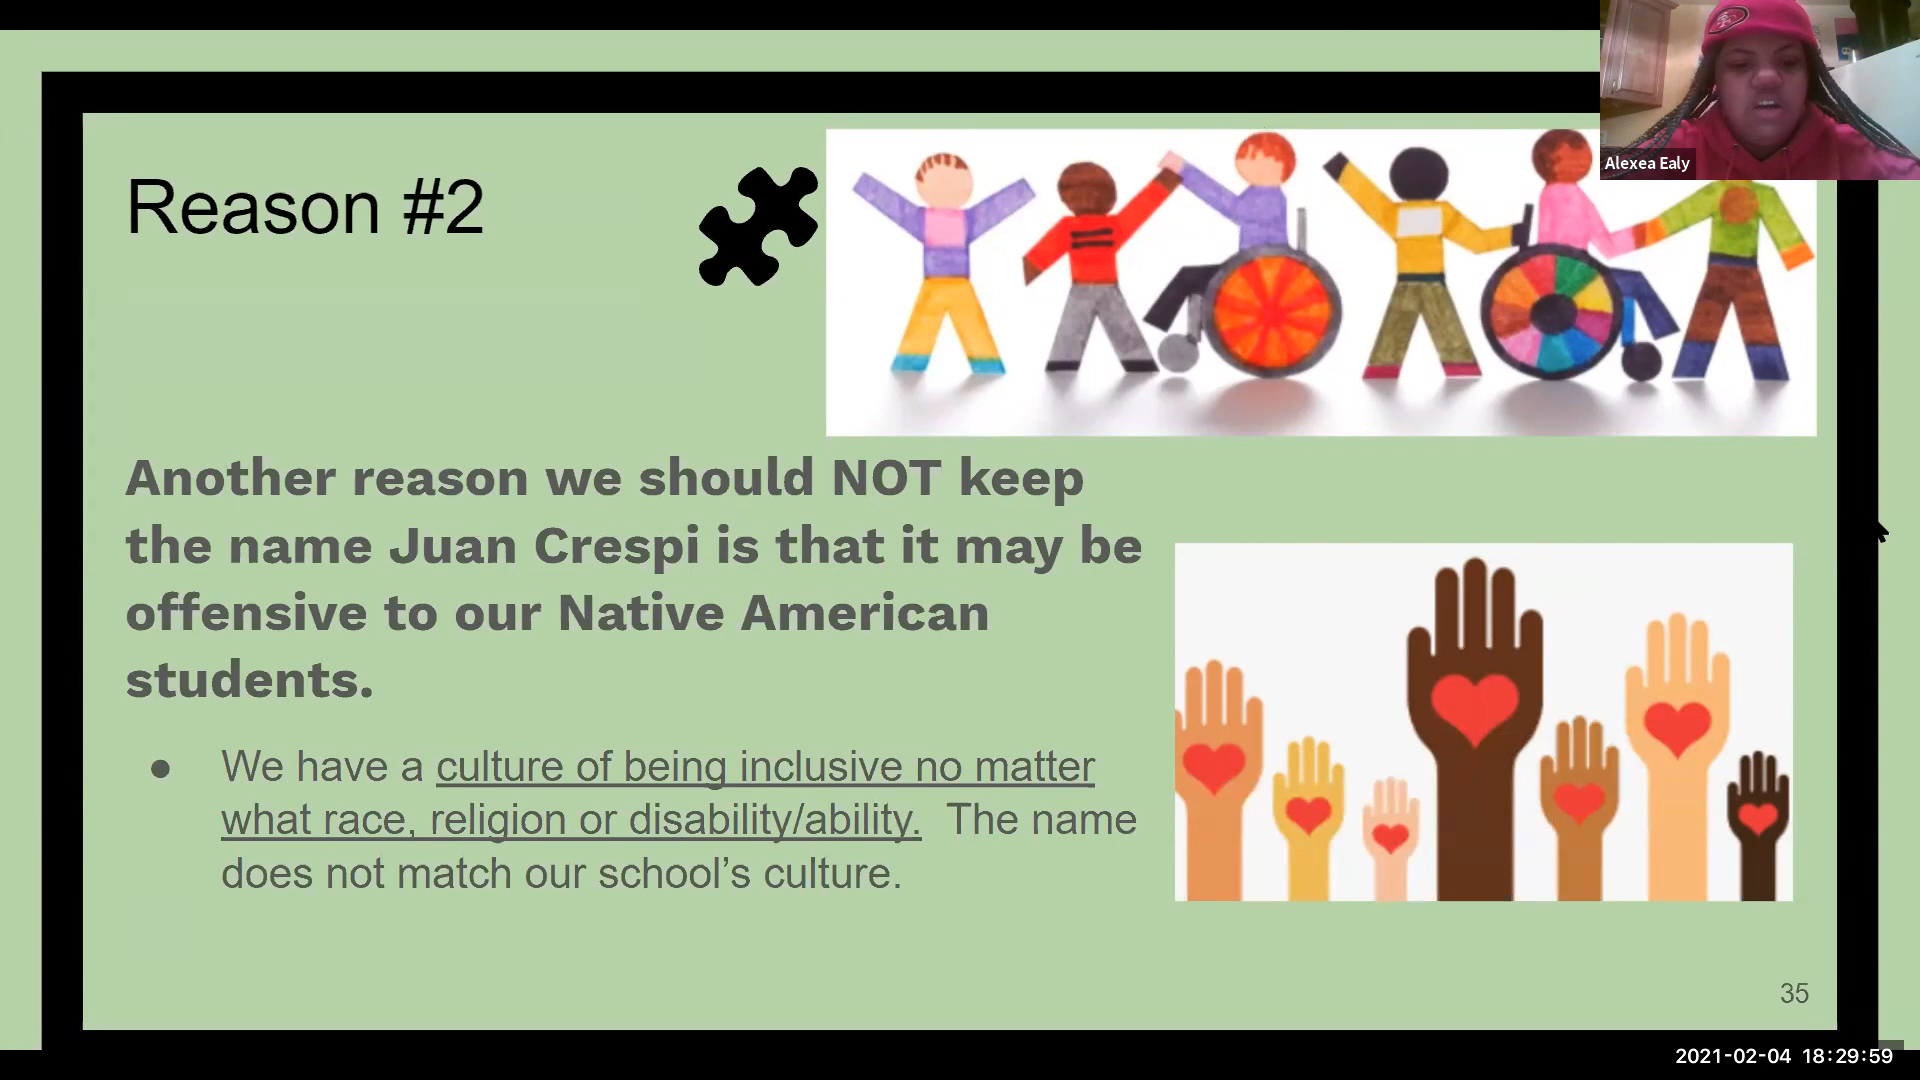 Alexea Ealy
Reason #2
Another reason we should NOT keep
the name Juan Crespi is that it may be
offensive to our Native American
students.
● We have a culture of being inclusive no matter
what race, religion or disability/ability. The name
does not match our school's culture.
35
2021-02-04 18:29:59